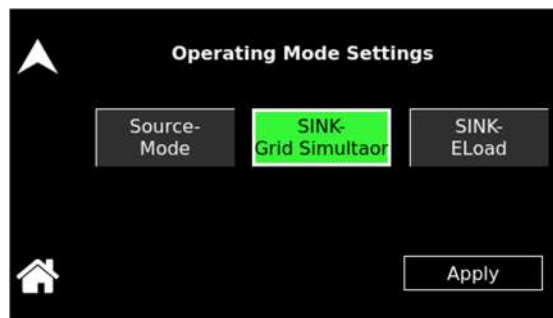 Operating Mode Settings
Source-
Mode
SINK-
Grid Simultaor
SINK-
ELoad
Apply